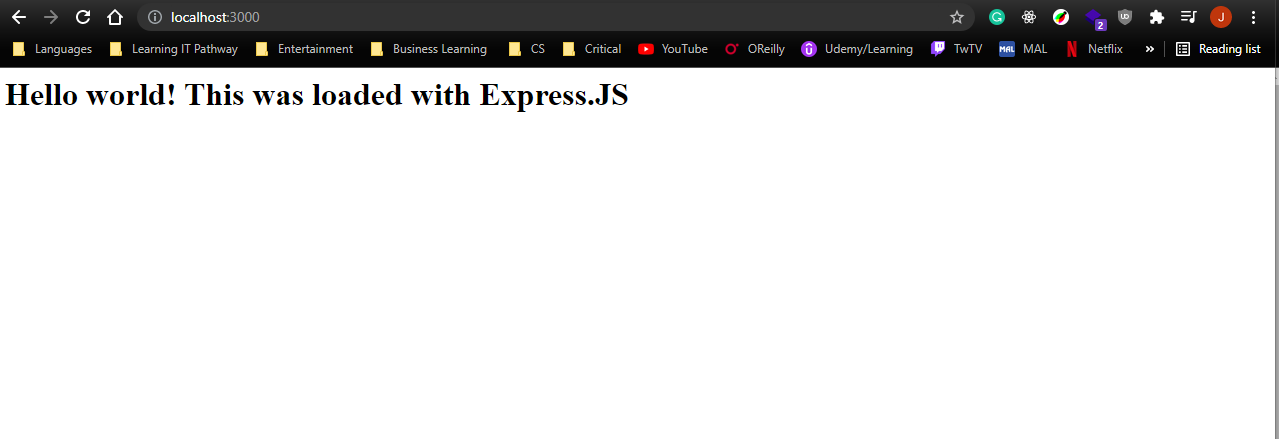 localhost:3000
2
J
Languages Learning IT Pathway Entertainment Business Learning CS Critical YouTube OReilly Udemy/Learning TwTV MAL MAL Netflix » Reading list
Hello world! This was loaded with Express.JS